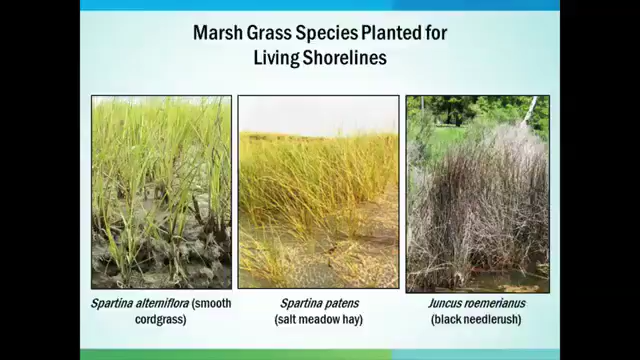 Marsh Grass Species Planted for
Living Shorelines
Spartina alterniflora (smooth
cordgrass)
Spartina patens
(salt meadow hay)
Juncus roemerianus
(black needlerush)